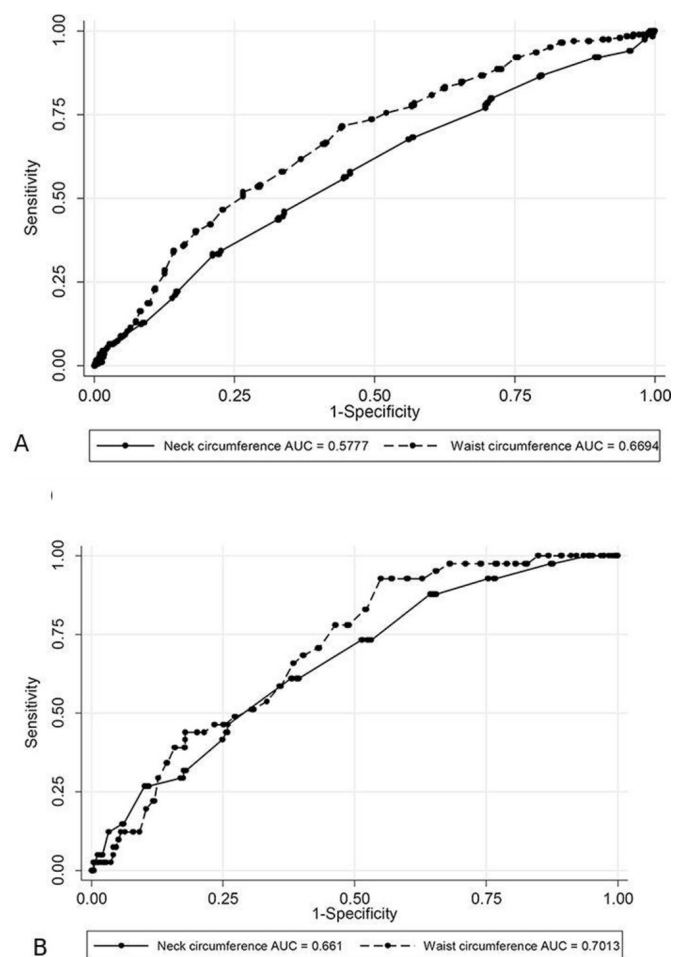 1.00
0.75
0.50
0.25
0.00
Sensitivity
0.00 0.25 0.50 0.75 1.00
1-Specificity
A
Neck circumference AUC = 0.5777 Waist circumference AUC = 0.6694
1.00
0.75
0.50
0.25
0.00
Sensitivity
0.00 0.25 0.50 0.75 1.00
1-Specificity
B
Neck circumference AUC = 0.661 Waist circumference AUC = 0.7013